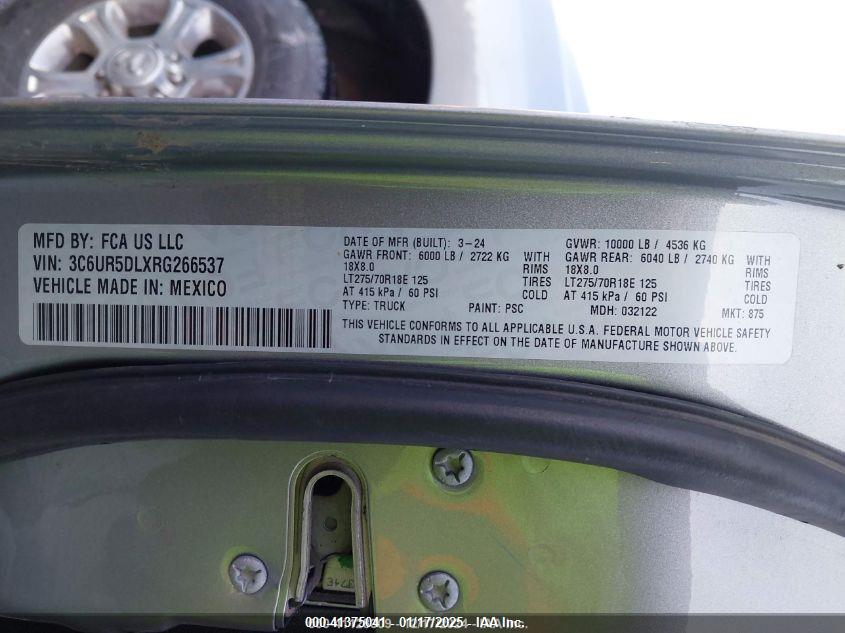 MFD BY: FCA US LLC
VIN: 3C6UR5DLXRG266537
VEHICLE MADE IN: MEXICO
DATE OF MFR (BUILT): 3-24
GAWR FRONT: 6000 LB / 2722 KG WITH
18X8.0 RIMS
LT275/70R18E 125 TIRES
AT 415 kPa / 60 PSI COLD
TYPE: TRUCK PAINT: PSC
GVWR: 10000 LB / 4536 KG
GAWR REAR: 6040 LB / 2740 KG WITH
18X8.0 RIMS
LT275/70R18E 125 TIRES
AT 415 kPa / 60 PSI COLD
MDH: 032122 MKT: 875
THIS VEHICLE CONFORMS TO ALL APPLICABLE U.S.A. FEDERAL MOTOR VEHICLE SAFETY
STANDARDS IN EFFECT ON THE DATE OF MANUFACTURE SHOWN ABOVE.
000-41375041 - 01/17/2025 - IAA Inc.